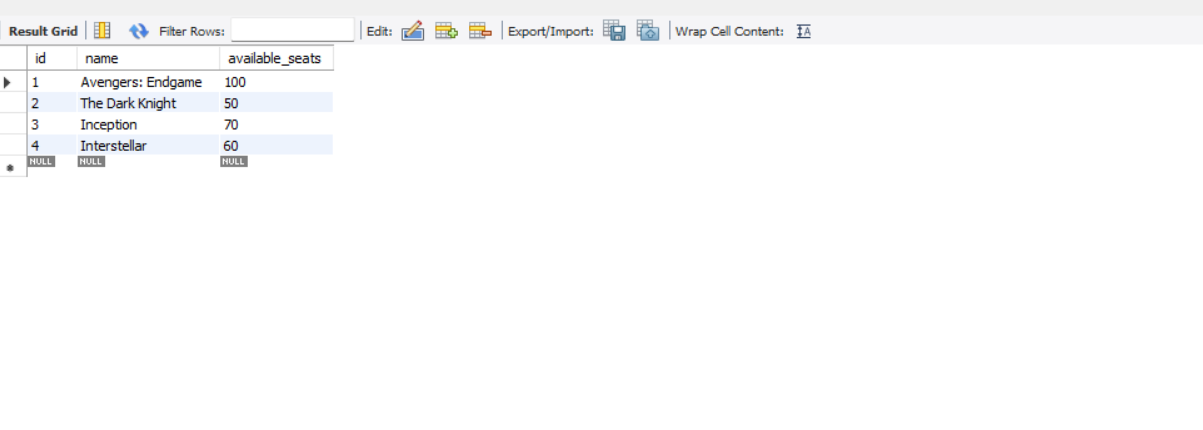 Result Grid Filter Rows: Edit: Export/Import: Wrap Cell Content: IA
id name available_seats
1 Avengers: Endgame 100
2 The Dark Knight 50
3 Inception 70
4 Interstellar 60
NULL NULL NULL